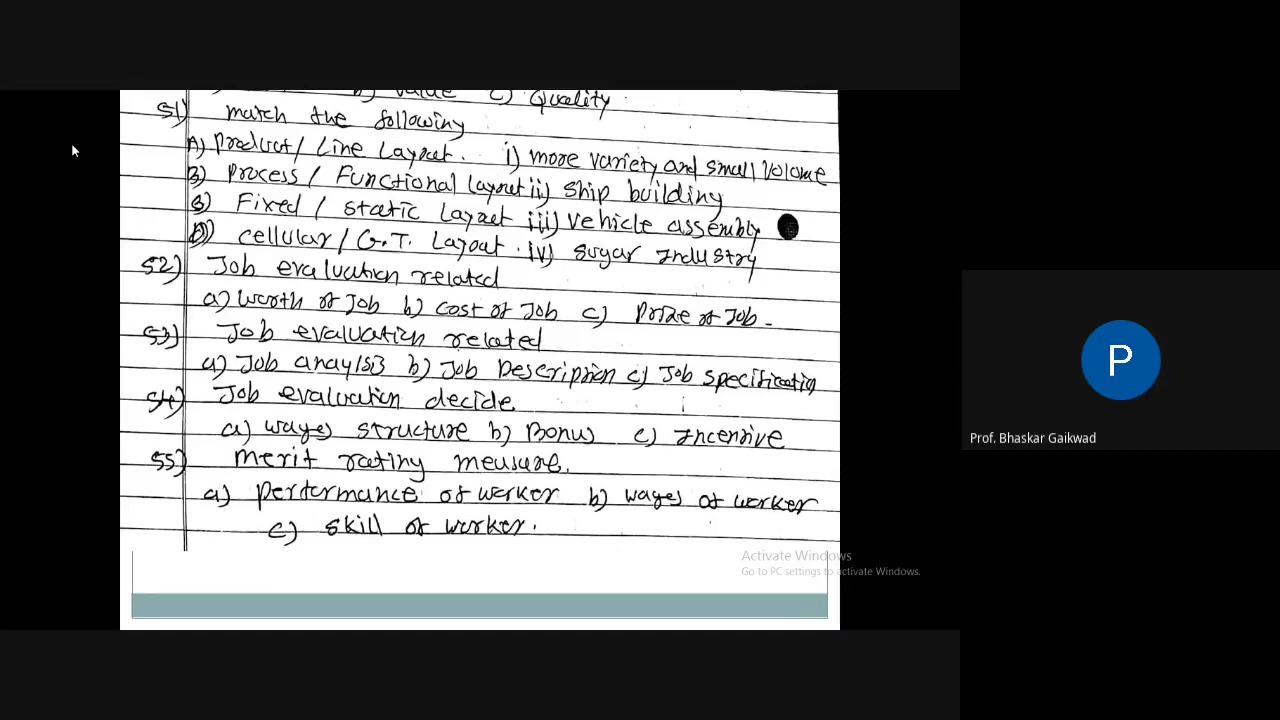 b) value c) Quality
51) match the following
A) Product / Line Layout. i) more variety and small volume
B) Process / Functional layout ii) ship building
C) Fixed / static Layout iii) vehicle assembly
D) cellular / G.T. Layout. iv) sugar Industry
52) Job evaluation related
a) worth of Job b) cost of Job c) Prize of Job.
53) Job evaluation related
a) Job analysis b) Job Description c) Job specification
54) Job evaluation decide.
a) wages structure b) Bonus c) Incentive
55) merit rating measure.
a) performance of worker b) wages of worker
c) skill of worker.
Activate Windows
Go to PC settings to activate Windows.
P
Prof. Bhaskar Gaikwad